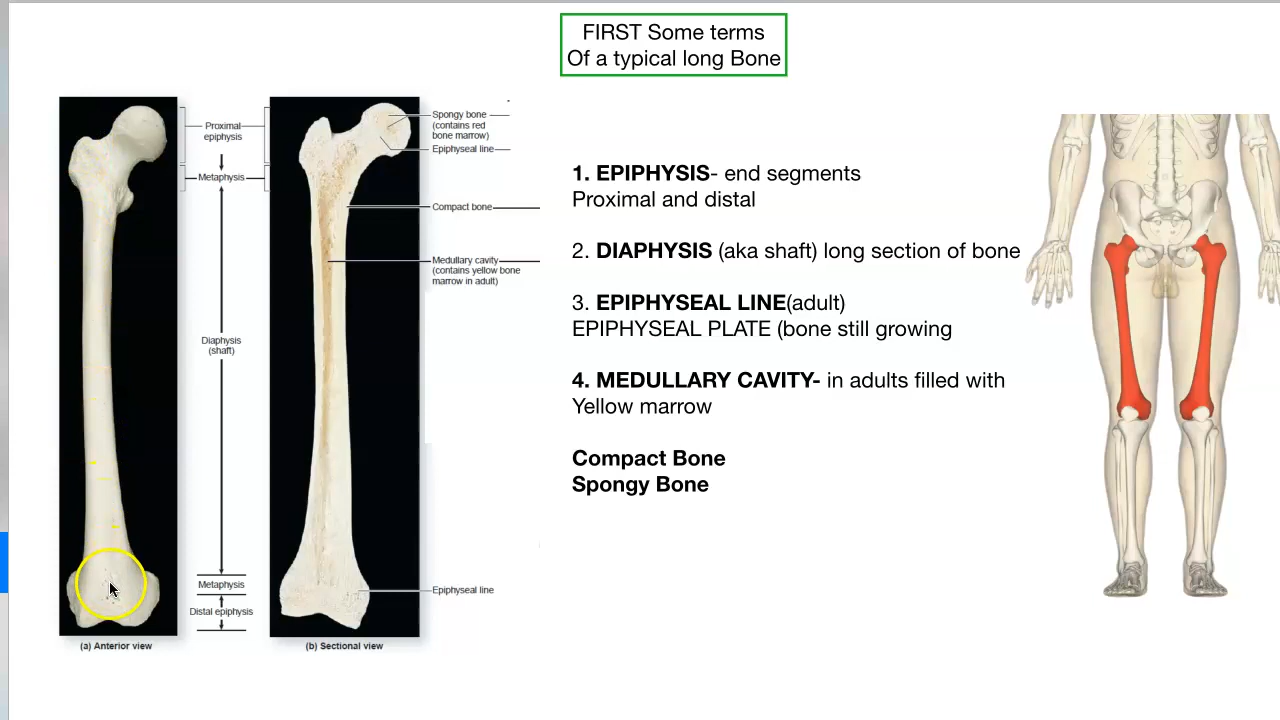 FIRST Some terms
Of a typical long Bone
Proximal
epiphysis
Metaphysis
Diaphysis
(shaft)
Metaphysis
Distal epiphysis
(a) Anterior view
Spongy bone
(contains red
bone marrow)
Epiphyseal line
Compact bone
Medullary cavity
(contains yellow bone
marrow in adult)
Epiphyseal line
(b) Sectional view
1. EPIPHYSIS- end segments
Proximal and distal
2. DIAPHYSIS (aka shaft) long section of bone
3. EPIPHYSEAL LINE(adult)
EPIPHYSEAL PLATE (bone still growing
4. MEDULLARY CAVITY- in adults filled with
Yellow marrow
Compact Bone
Spongy Bone